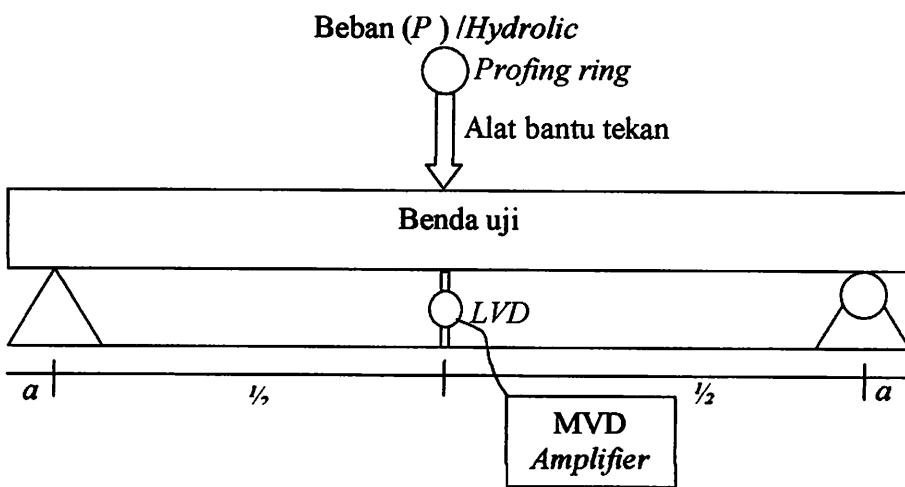 Beban (P) /Hydrolic
Profing ring
Alat bantu tekan
Benda uji
LVD
a ½ ½ a
MVD
Amplifier